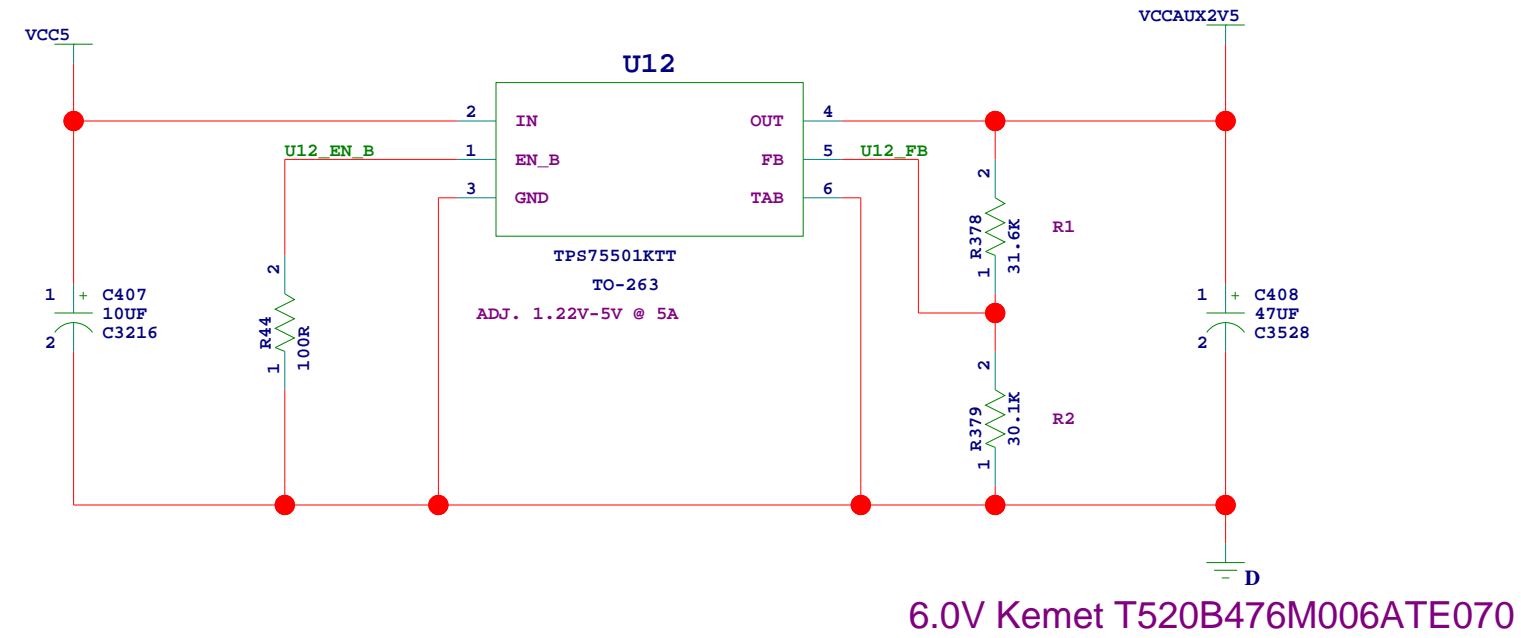 VCCAUX2V5
VCC5
U12
2
IN
OUT
4
U12_EN_B
1
EN_B
FB
5
U12_FB
3
GND
TAB
6
2
R378
31.6K
1
R1
TPS75501KTT
TO-263
ADJ. 1.22V-5V @ 5A
1
+
C407
10UF
C3216
2
2
R44
100R
1
1
+
C408
47UF
C3528
2
2
R379
30.1K
1
R2
D
6.0V Kemet T520B476M006ATE070